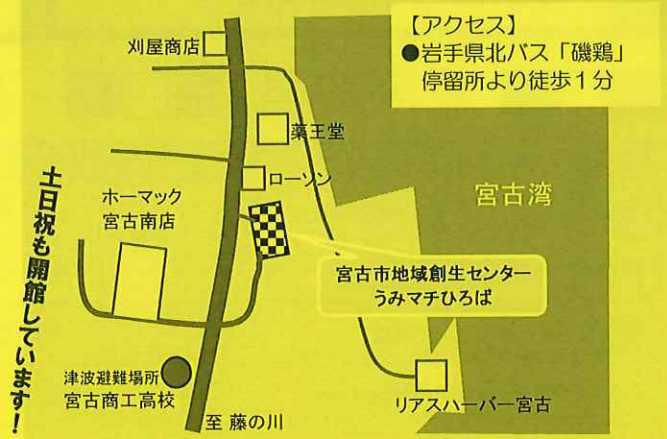 【アクセス】
●岩手県北バス「磯鶏」
停留所より徒歩1分
刈屋商店
薬王堂
ローソン
ホーマック
宮古南店
宮古湾
宮古市地域創生センター
うみマチひろば
土日祝も開館しています！
津波避難場所
宮古商工高校
至 藤の川
リアスハーバー宮古